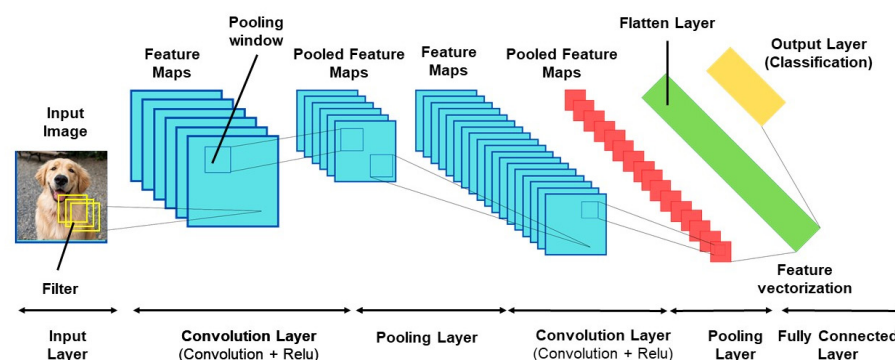 Pooling
window
Flatten Layer
Feature
Maps
Pooled Feature
Maps
Feature
Maps
Pooled Feature
Maps
Output Layer
(Classification)
Input
Image
Filter
Feature
vectorization
Input
Layer
Convolution Layer
(Convolution + Relu)
Pooling Layer
Convolution Layer
(Convolution + Relu)
Pooling
Layer
Fully Connected
Layer